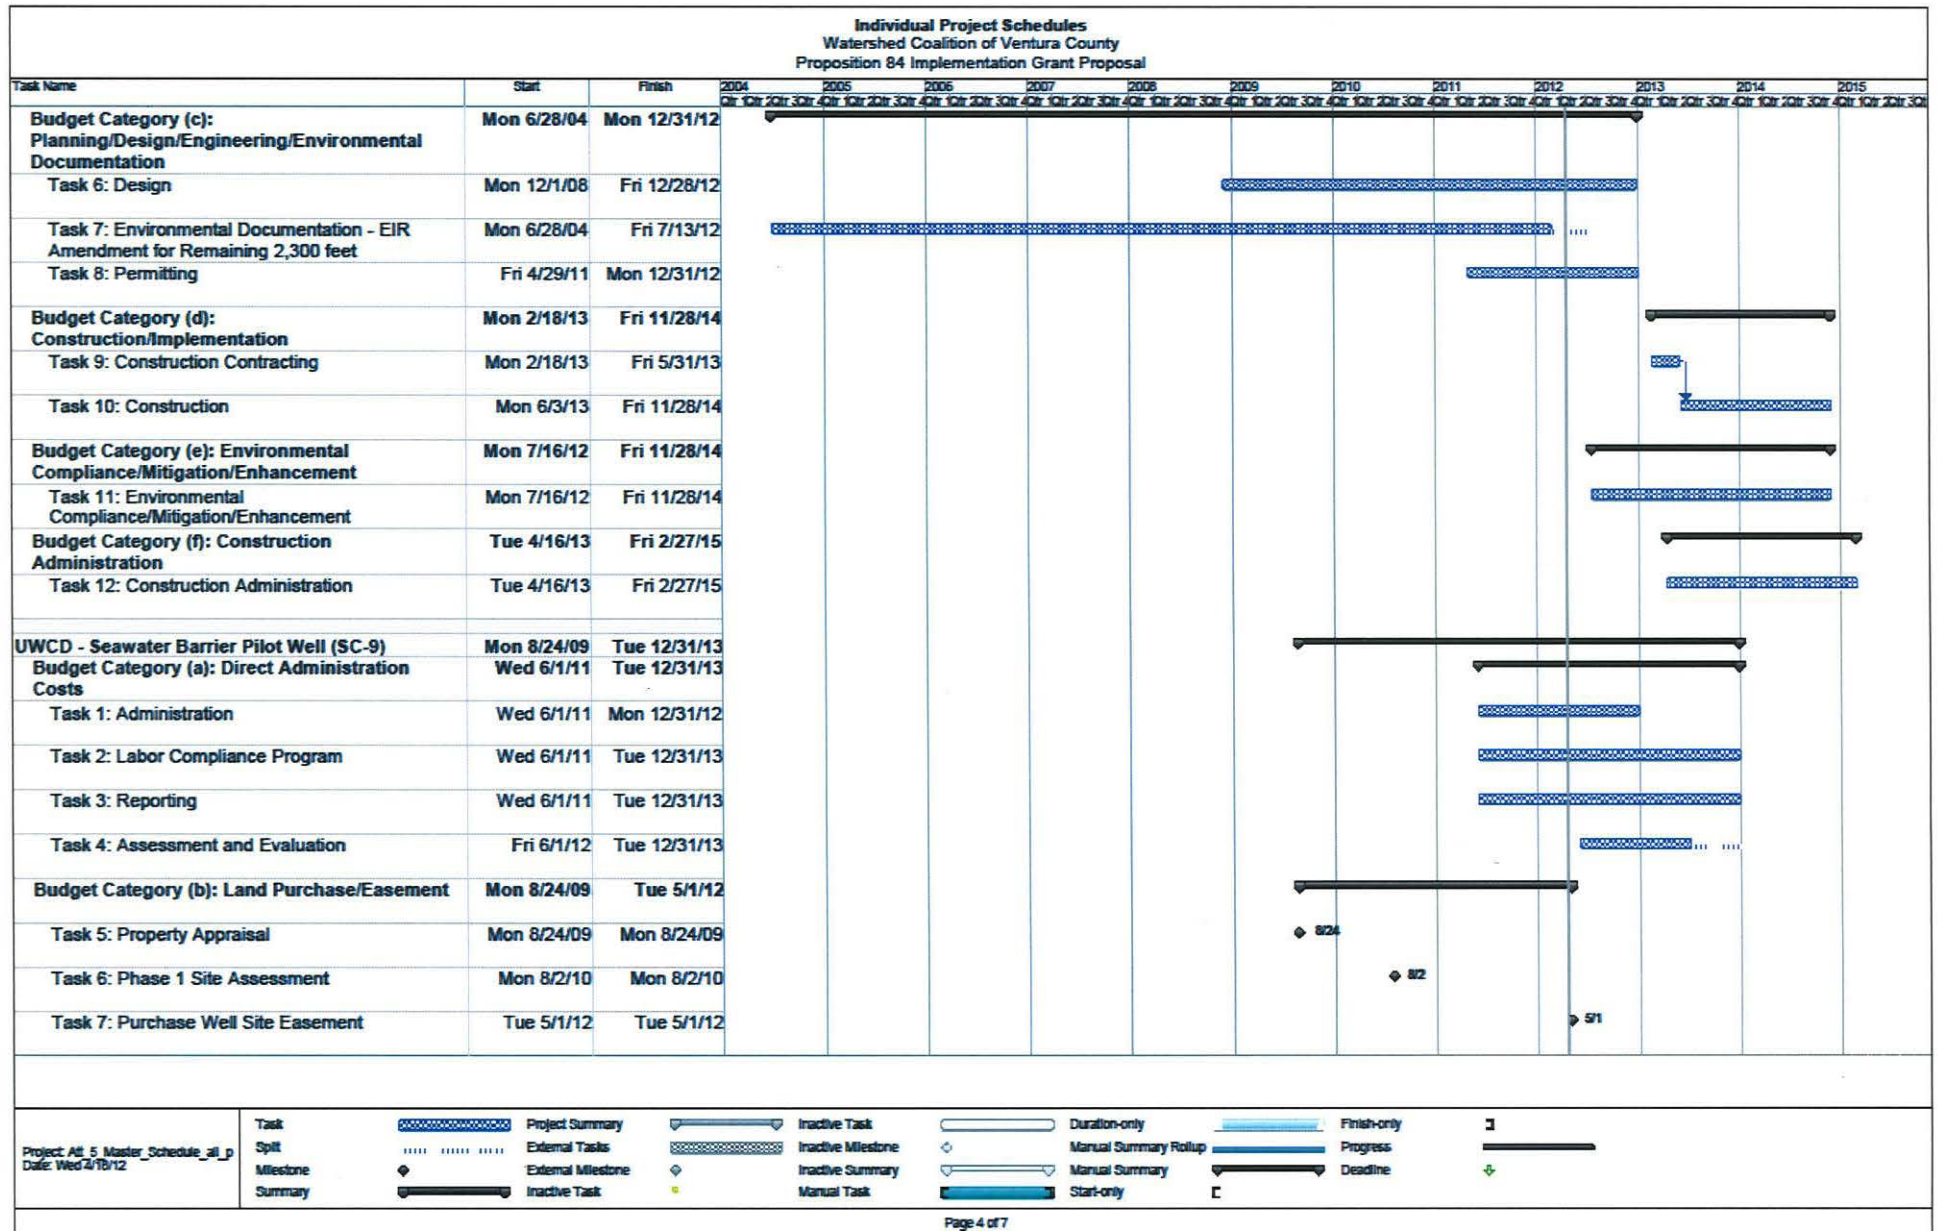 Individual Project Schedules
Watershed Coalition of Ventura County
Proposition 84 Implementation Grant Proposal
Task Name Start Finish 2004 2005 2006 2007 2008 2009 2010 2011 2012 2013 2014 2015
Budget Category (c): Mon 6/28/04 Mon 12/31/12
Planning/Design/Engineering/Environmental
Documentation
Task 6: Design Mon 12/1/08 Fri 12/28/12
Task 7: Environmental Documentation - EIR Mon 6/28/04 Fri 7/13/12
Amendment for Remaining 2,300 feet
Task 8: Permitting Fri 4/29/11 Mon 12/31/12
Budget Category (d): Mon 2/18/13 Fri 11/28/14
Construction/Implementation
Task 9: Construction Contracting Mon 2/18/13 Fri 5/31/13
Task 10: Construction Mon 6/3/13 Fri 11/28/14
Budget Category (e): Environmental Mon 7/16/12 Fri 11/28/14
Compliance/Mitigation/Enhancement
Task 11: Environmental Mon 7/16/12 Fri 11/28/14
Compliance/Mitigation/Enhancement
Budget Category (f): Construction Tue 4/16/13 Fri 2/27/15
Administration
Task 12: Construction Administration Tue 4/16/13 Fri 2/27/15
UWCD - Seawater Barrier Pilot Well (SC-9) Mon 8/24/09 Tue 12/31/13
Budget Category (a): Direct Administration Wed 6/1/11 Tue 12/31/13
Costs
Task 1: Administration Wed 6/1/11 Mon 12/31/12
Task 2: Labor Compliance Program Wed 6/1/11 Tue 12/31/13
Task 3: Reporting Wed 6/1/11 Tue 12/31/13
Task 4: Assessment and Evaluation Fri 6/1/12 Tue 12/31/13
Budget Category (b): Land Purchase/Easement Mon 8/24/09 Tue 5/1/12
Task 5: Property Appraisal Mon 8/24/09 Mon 8/24/09 8/24
Task 6: Phase 1 Site Assessment Mon 8/2/10 Mon 8/2/10 8/2
Task 7: Purchase Well Site Easement Tue 5/1/12 Tue 5/1/12 5/1
Project: Att_5_Master_Schedule_all_p
Date: Wed 4/18/12
Task Project Summary Inactive Task Duration-only Finish-only
Split External Tasks Inactive Milestone Manual Summary Rollup Progress
Milestone External Milestone Inactive Summary Manual Summary Deadline
Summary Inactive Task Manual Task Start-only
Page 4 of 7